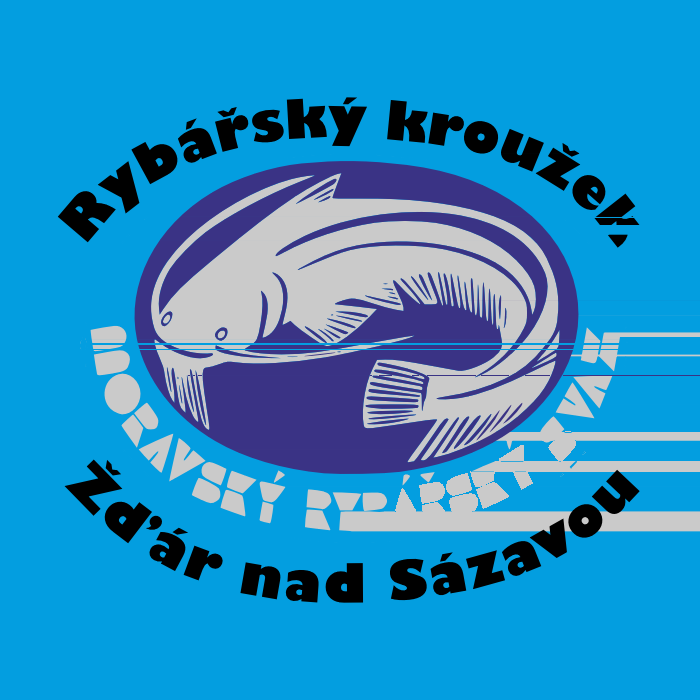 Rybářský kroužek
MORAVSKÝ RYBÁŘSKÝ SVAZ
Žďár nad Sázavou